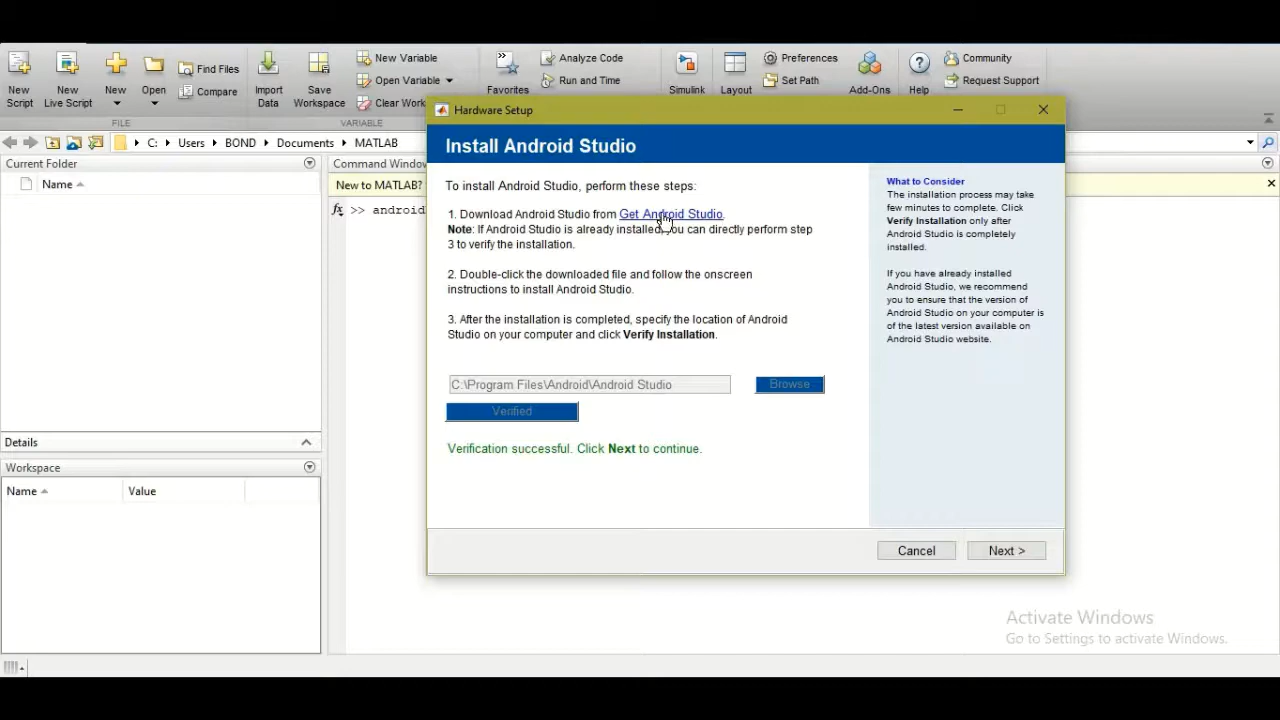 New Script
New Live Script
New
Open
Find Files
Compare
Import Data
Save Workspace
New Variable
Open Variable
Clear Work
Favorites
Analyze Code
Run and Time
Simulink
Layout
Preferences
Set Path
Add-Ons
Help
Community
Request Support
FILE
VARIABLE
C: Users BOND Documents MATLAB
Current Folder
Name
Details
Workspace
Name Value
Command Window
New to MATLAB?
fx >> android
Hardware Setup
Install Android Studio
To install Android Studio, perform these steps:
1. Download Android Studio from Get Android Studio.
Note: If Android Studio is already installed, you can directly perform step
3 to verify the installation.
2. Double-click the downloaded file and follow the onscreen
instructions to install Android Studio.
3. After the installation is completed, specify the location of Android
Studio on your computer and click Verify Installation.
C:\Program Files\Android\Android Studio
Browse
Verified
Verification successful. Click Next to continue.
What to Consider
The installation process may take
few minutes to complete. Click
Verify Installation only after
Android Studio is completely
installed.
If you have already installed
Android Studio, we recommend
you to ensure that the version of
Android Studio on your computer is
of the latest version available on
Android Studio website.
Cancel
Next >
Activate Windows
Go to Settings to activate Windows.